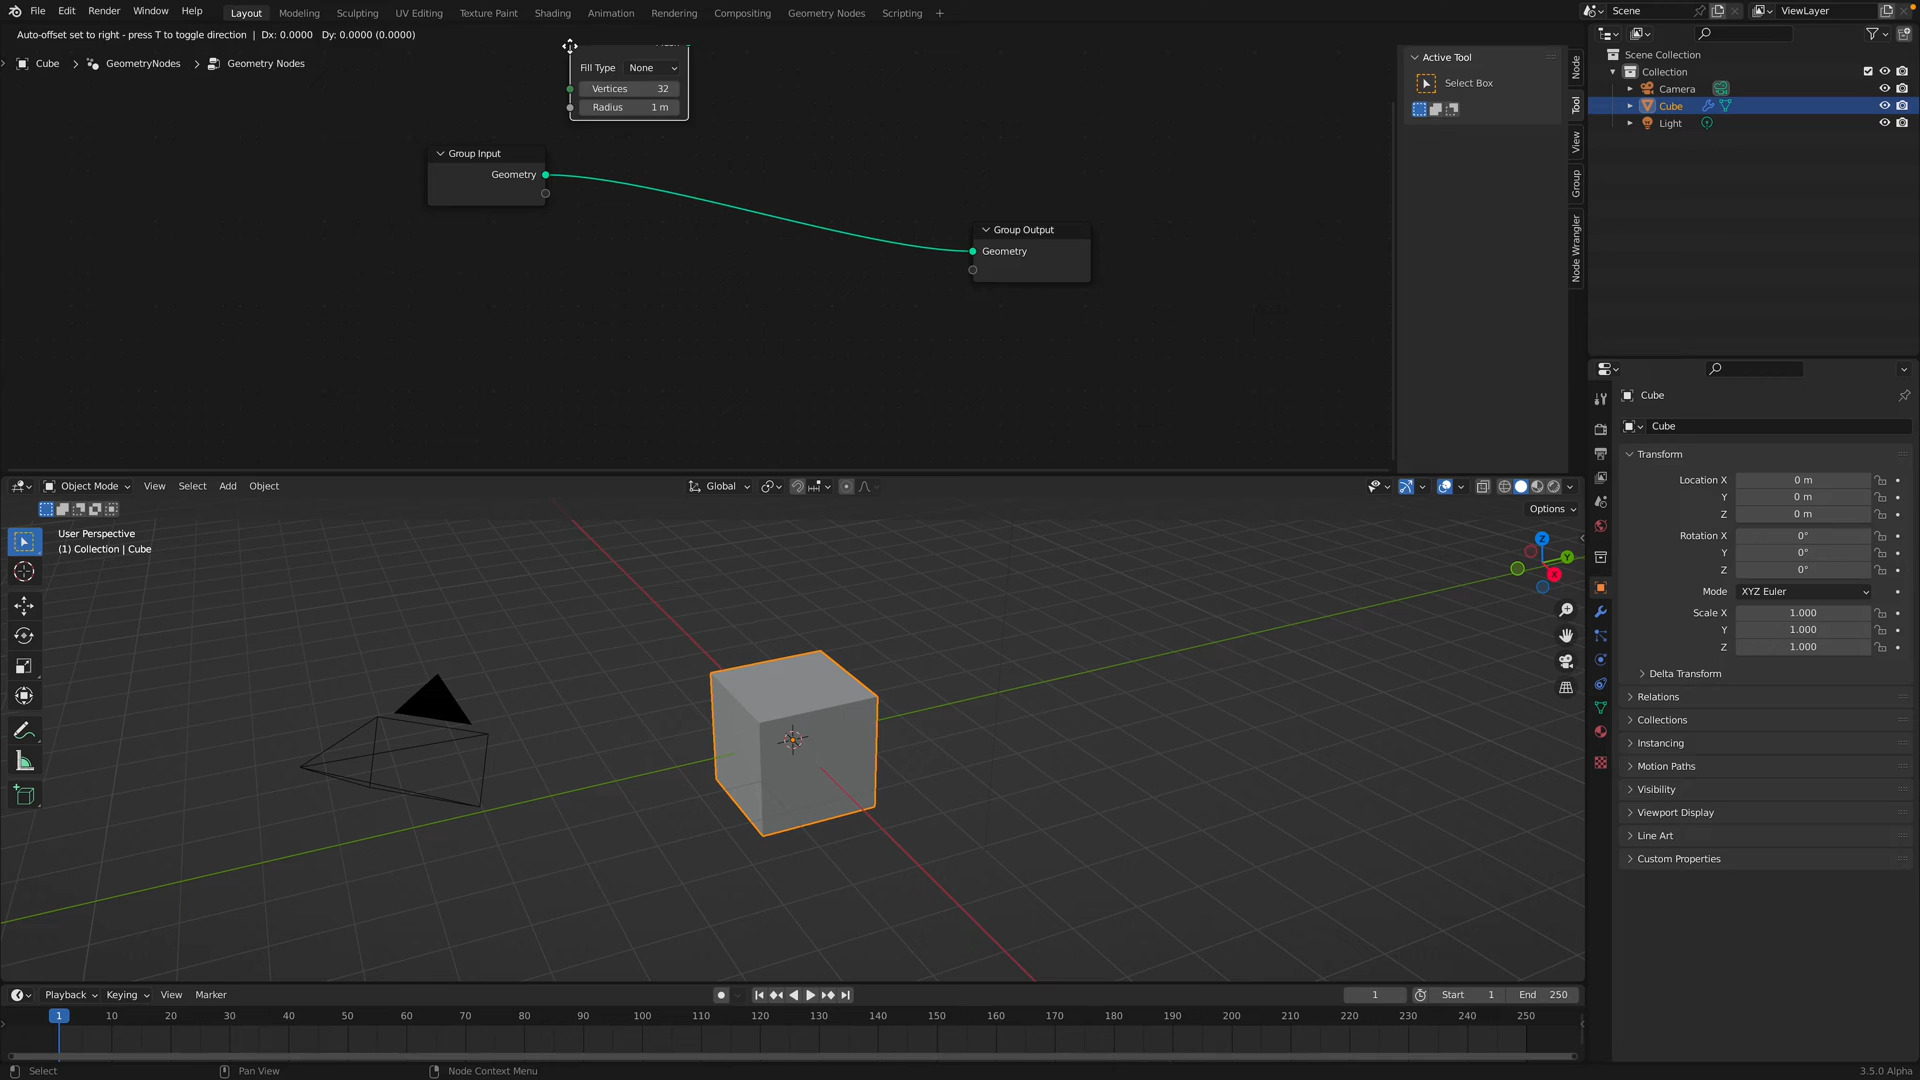 File Edit Render Window Help Layout Modeling Sculpting UV Editing Texture Paint Shading Animation Rendering Compositing Geometry Nodes Scripting + Scene ViewLayer
Auto-offset set to right - press T to toggle direction | Dx: 0.0000 Dy: 0.0000 (0.0000)
Cube > GeometryNodes > Geometry Nodes
Fill Type None
Vertices 32
Radius 1 m
Group Input
Geometry
Group Output
Geometry
Active Tool
Select Box
Node
Tool
View
Group
Node Wrangler
Scene Collection
Collection
Camera
Cube
Light
Cube
Cube
Transform
Location X 0 m
Y 0 m
Z 0 m
Rotation X 0°
Y 0°
Z 0°
Mode XYZ Euler
Scale X 1.000
Y 1.000
Z 1.000
Delta Transform
Relations
Collections
Instancing
Motion Paths
Visibility
Viewport Display
Line Art
Custom Properties
Object Mode View Select Add Object Global
Options
User Perspective
(1) Collection | Cube
Z
Y
X
Playback Keying View Marker 1 Start 1 End 250
1 10 20 30 40 50 60 70 80 90 100 110 120 130 140 150 160 170 180 190 200 210 220 230 240 250
Select Pan View Node Context Menu 3.5.0 Alpha